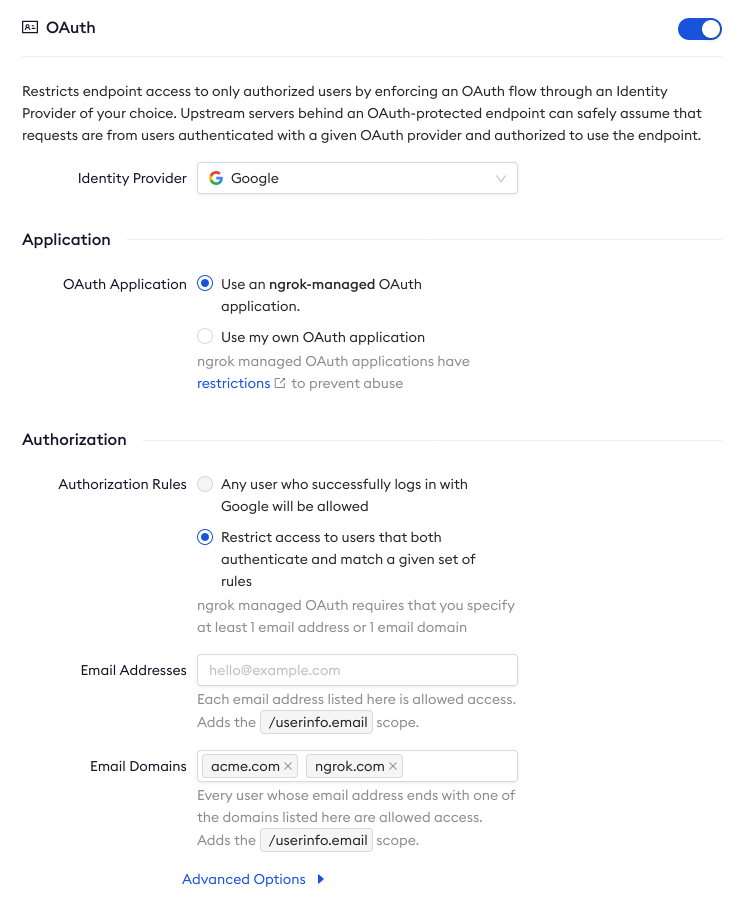 OAuth
Restricts endpoint access to only authorized users by enforcing an OAuth flow through an Identity
Provider of your choice. Upstream servers behind an OAuth-protected endpoint can safely assume that
requests are from users authenticated with a given OAuth provider and authorized to use the endpoint.
Identity Provider Google
Application
OAuth Application Use an ngrok-managed OAuth
application.
Use my own OAuth application
ngrok managed OAuth applications have
restrictions to prevent abuse
Authorization
Authorization Rules Any user who successfully logs in with
Google will be allowed
Restrict access to users that both
authenticate and match a given set of
rules
ngrok managed OAuth requires that you specify
at least 1 email address or 1 email domain
Email Addresses hello@example.com
Each email address listed here is allowed access.
Adds the /userinfo.email scope.
Email Domains acme.com × ngrok.com ×
Every user whose email address ends with one of
the domains listed here are allowed access.
Adds the /userinfo.email scope.
Advanced Options